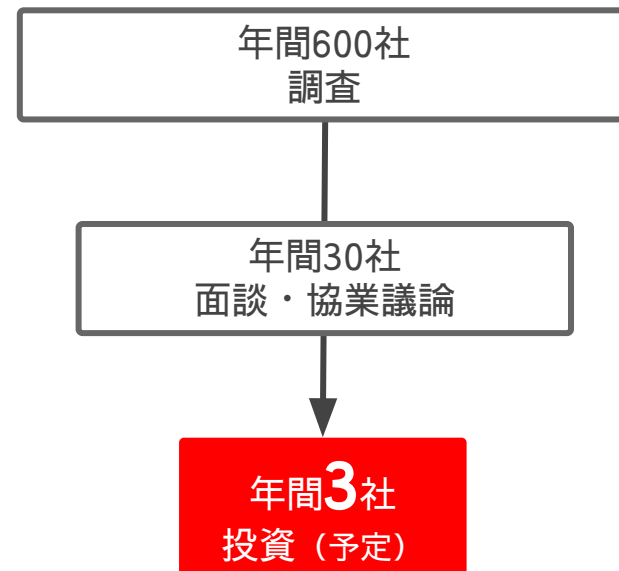 年間600社
調査
年間30社
面談・協業議論
年間3社
投資（予定）